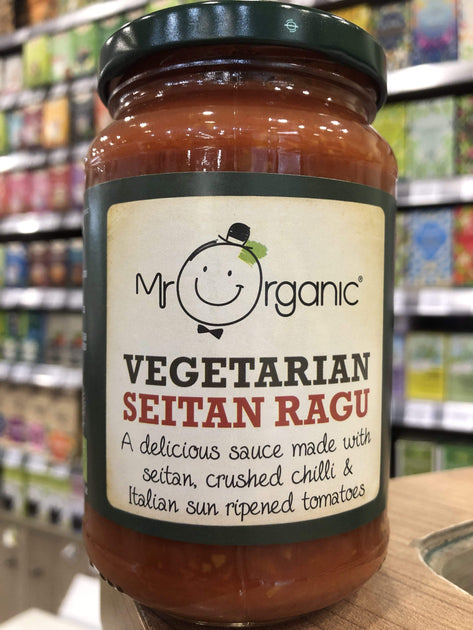 Mr Organic®
VEGETARIAN
SEITAN RAGU
A delicious sauce made with
seitan, crushed chilli &
Italian sun ripened tomatoes